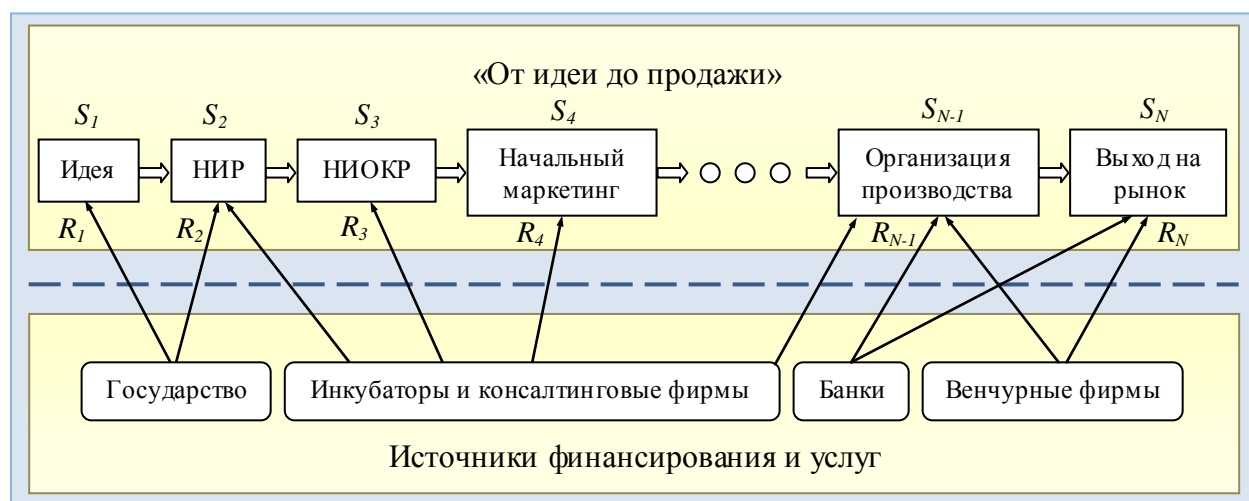 «От идеи до продажи»
S1 S2 S3 S4 SN-1 SN
Идея
НИР
НИОКР
Начальный
маркетинг
Организация
производства
Выход на
рынок
R1 R2 R3 R4 RN-1 RN
Государство
Инкубаторы и консалтинговые фирмы
Банки
Венчурные фирмы
Источники финансирования и услуг